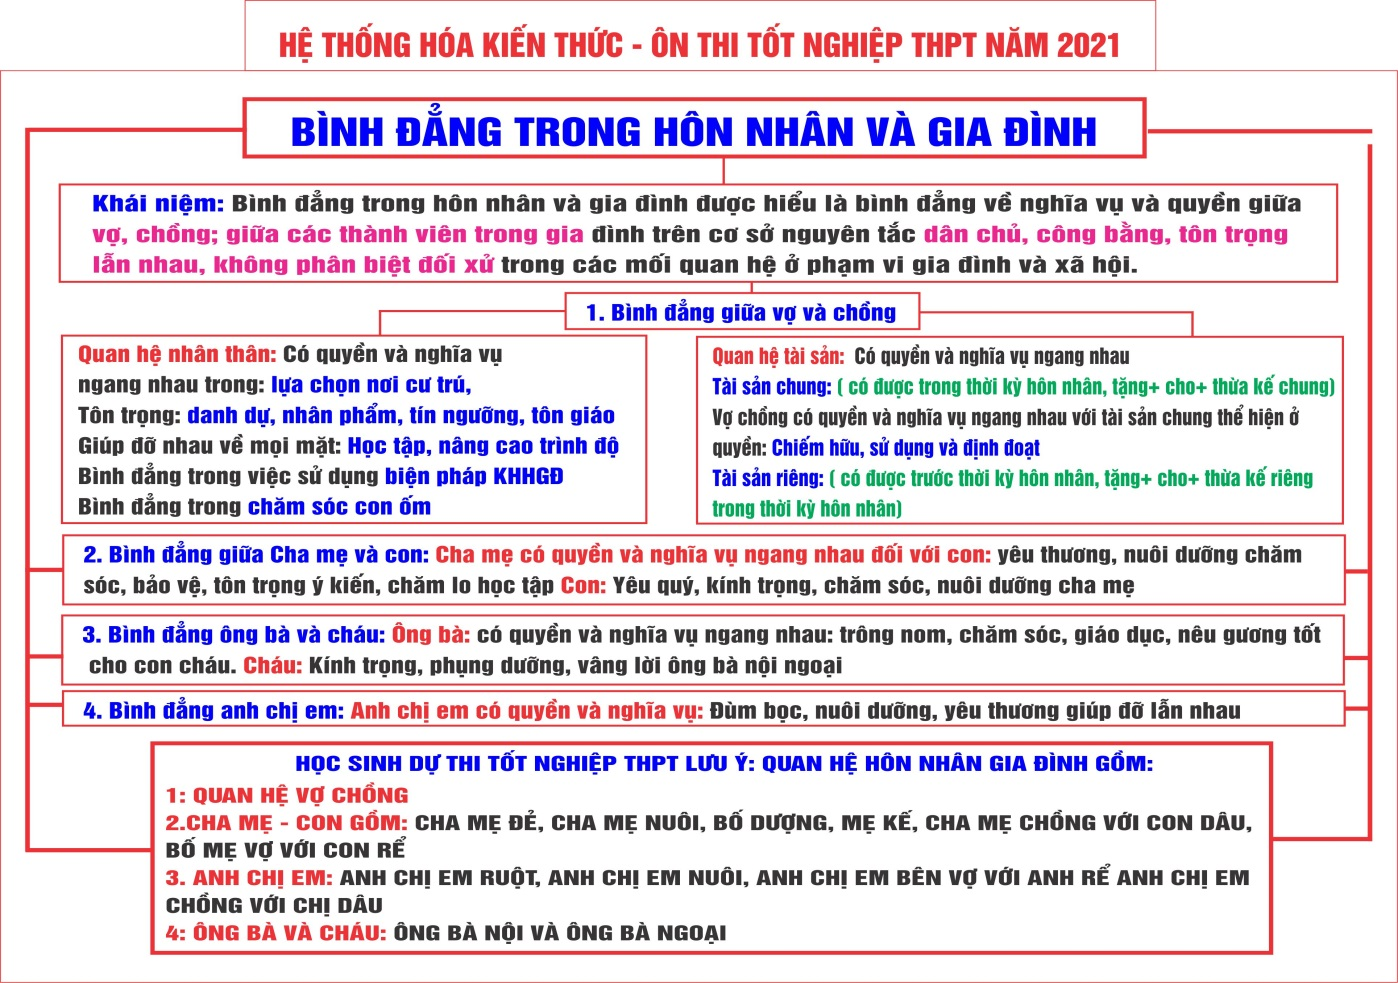 HỆ THỐNG HÓA KIẾN THỨC - ÔN THI TỐT NGHIỆP THPT NĂM 2021
BÌNH ĐẲNG TRONG HÔN NHÂN VÀ GIA ĐÌNH
Khái niệm: Bình đẳng trong hôn nhân và gia đình được hiểu là bình đẳng về nghĩa vụ và quyền giữa
vợ, chồng; giữa các thành viên trong gia đình trên cơ sở nguyên tắc dân chủ, công bằng, tôn trọng
lẫn nhau, không phân biệt đối xử trong các mối quan hệ ở phạm vi gia đình và xã hội.
1. Bình đẳng giữa vợ và chồng
Quan hệ nhân thân: Có quyền và nghĩa vụ
ngang nhau trong: lựa chọn nơi cư trú,
Tôn trọng: danh dự, nhân phẩm, tín ngưỡng, tôn giáo
Giúp đỡ nhau về mọi mặt: Học tập, nâng cao trình độ
Bình đẳng trong việc sử dụng biện pháp KHHGĐ
Bình đẳng trong chăm sóc con ốm
Quan hệ tài sản: Có quyền và nghĩa vụ ngang nhau
Tài sản chung: ( có được trong thời kỳ hôn nhân, tặng+ cho+ thừa kế chung)
Vợ chồng có quyền và nghĩa vụ ngang nhau với tài sản chung thể hiện ở
quyền: Chiếm hữu, sử dụng và định đoạt
Tài sản riêng: ( có được trước thời kỳ hôn nhân, tặng+ cho+ thừa kế riêng
trong thời kỳ hôn nhân)
2. Bình đẳng giữa Cha mẹ và con: Cha mẹ có quyền và nghĩa vụ ngang nhau đối với con: yêu thương, nuôi dưỡng chăm
sóc, bảo vệ, tôn trọng ý kiến, chăm lo học tập Con: Yêu quý, kính trọng, chăm sóc, nuôi dưỡng cha mẹ
3. Bình đẳng ông bà và cháu: Ông bà: có quyền và nghĩa vụ ngang nhau: trông nom, chăm sóc, giáo dục, nêu gương tốt
cho con cháu. Cháu: Kính trọng, phụng dưỡng, vâng lời ông bà nội ngoại
4. Bình đẳng anh chị em: Anh chị em có quyền và nghĩa vụ: Đùm bọc, nuôi dưỡng, yêu thương giúp đỡ lẫn nhau
HỌC SINH DỰ THI TỐT NGHIỆP THPT LƯU Ý: QUAN HỆ HÔN NHÂN GIA ĐÌNH GỒM:
1: QUAN HỆ VỢ CHỒNG
2.CHA MẸ - CON GỒM: CHA MẸ ĐẺ, CHA MẸ NUÔI, BỐ DƯỢNG, MẸ KẾ, CHA MẸ CHỒNG VỚI CON DÂU,
BỐ MẸ VỢ VỚI CON RỂ
3. ANH CHỊ EM: ANH CHỊ EM RUỘT, ANH CHỊ EM NUÔI, ANH CHỊ EM BÊN VỢ VỚI ANH RỂ ANH CHỊ EM
CHỒNG VỚI CHỊ DÂU
4: ÔNG BÀ VÀ CHÁU: ÔNG BÀ NỘI VÀ ÔNG BÀ NGOẠI